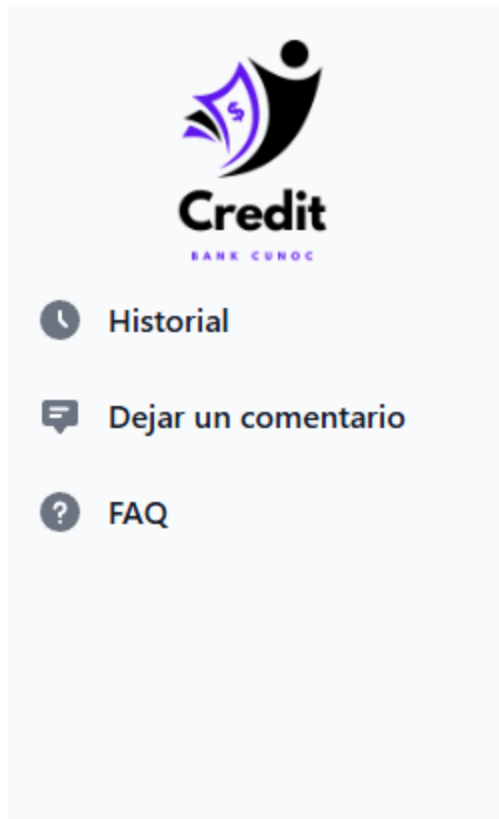 $
Credit
BANK CUNOC
Historial
Dejar un comentario
FAQ